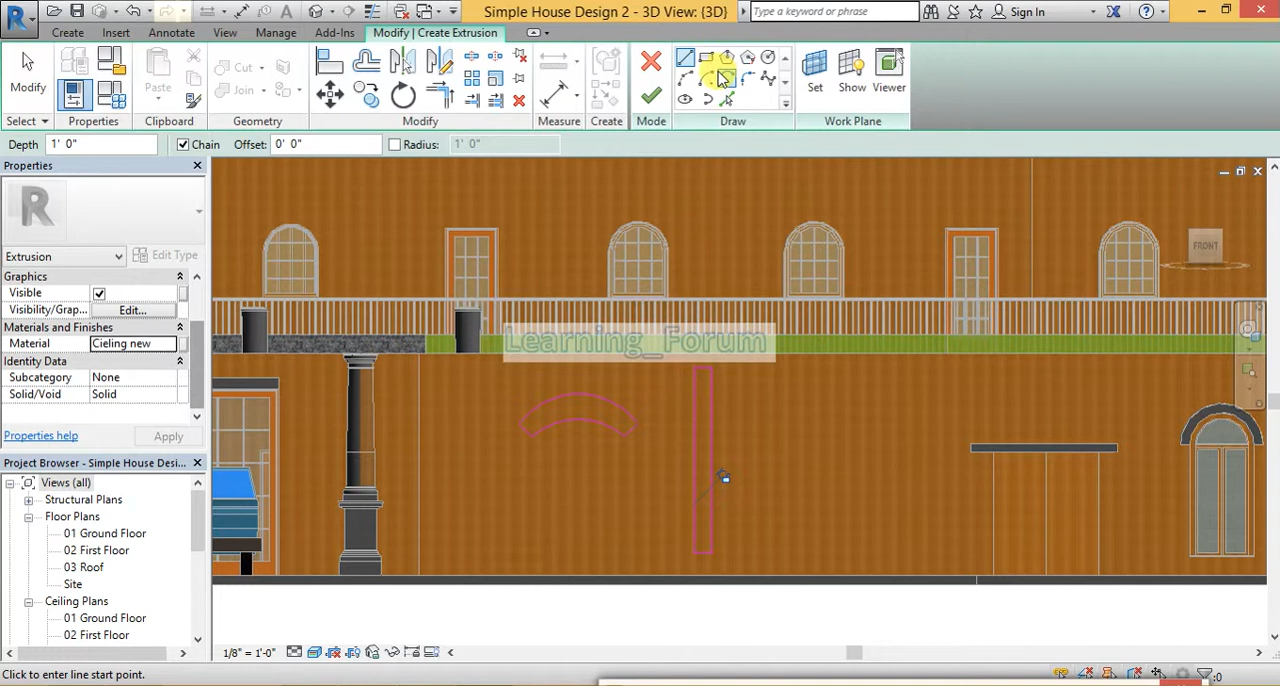 Simple House Design 2 - 3D View: {3D}
Type a keyword or phrase
Sign In
Create
Insert
Annotate
View
Manage
Add-Ins
Modify | Create Extrusion
Modify
Paste
Cut
Join
Set
Show
Viewer
Select
Properties
Clipboard
Geometry
Modify
Measure
Create
Mode
Draw
Work Plane
Depth
1' 0"
Chain
Offset:
0' 0"
Radius:
1' 0"
Properties
Extrusion
Edit Type
Graphics
Visible
Visibility/Grap...
Edit...
Materials and Finishes
Material
Cieling new
Identity Data
Subcategory
None
Solid/Void
Solid
Properties help
Apply
Project Browser - Simple House Desi...
Views (all)
Structural Plans
Floor Plans
01 Ground Floor
02 First Floor
03 Roof
Site
Ceiling Plans
01 Ground Floor
02 First Floor
FRONT
Learning_Forum
1/8" = 1'-0"
Click to enter line start point.
:0